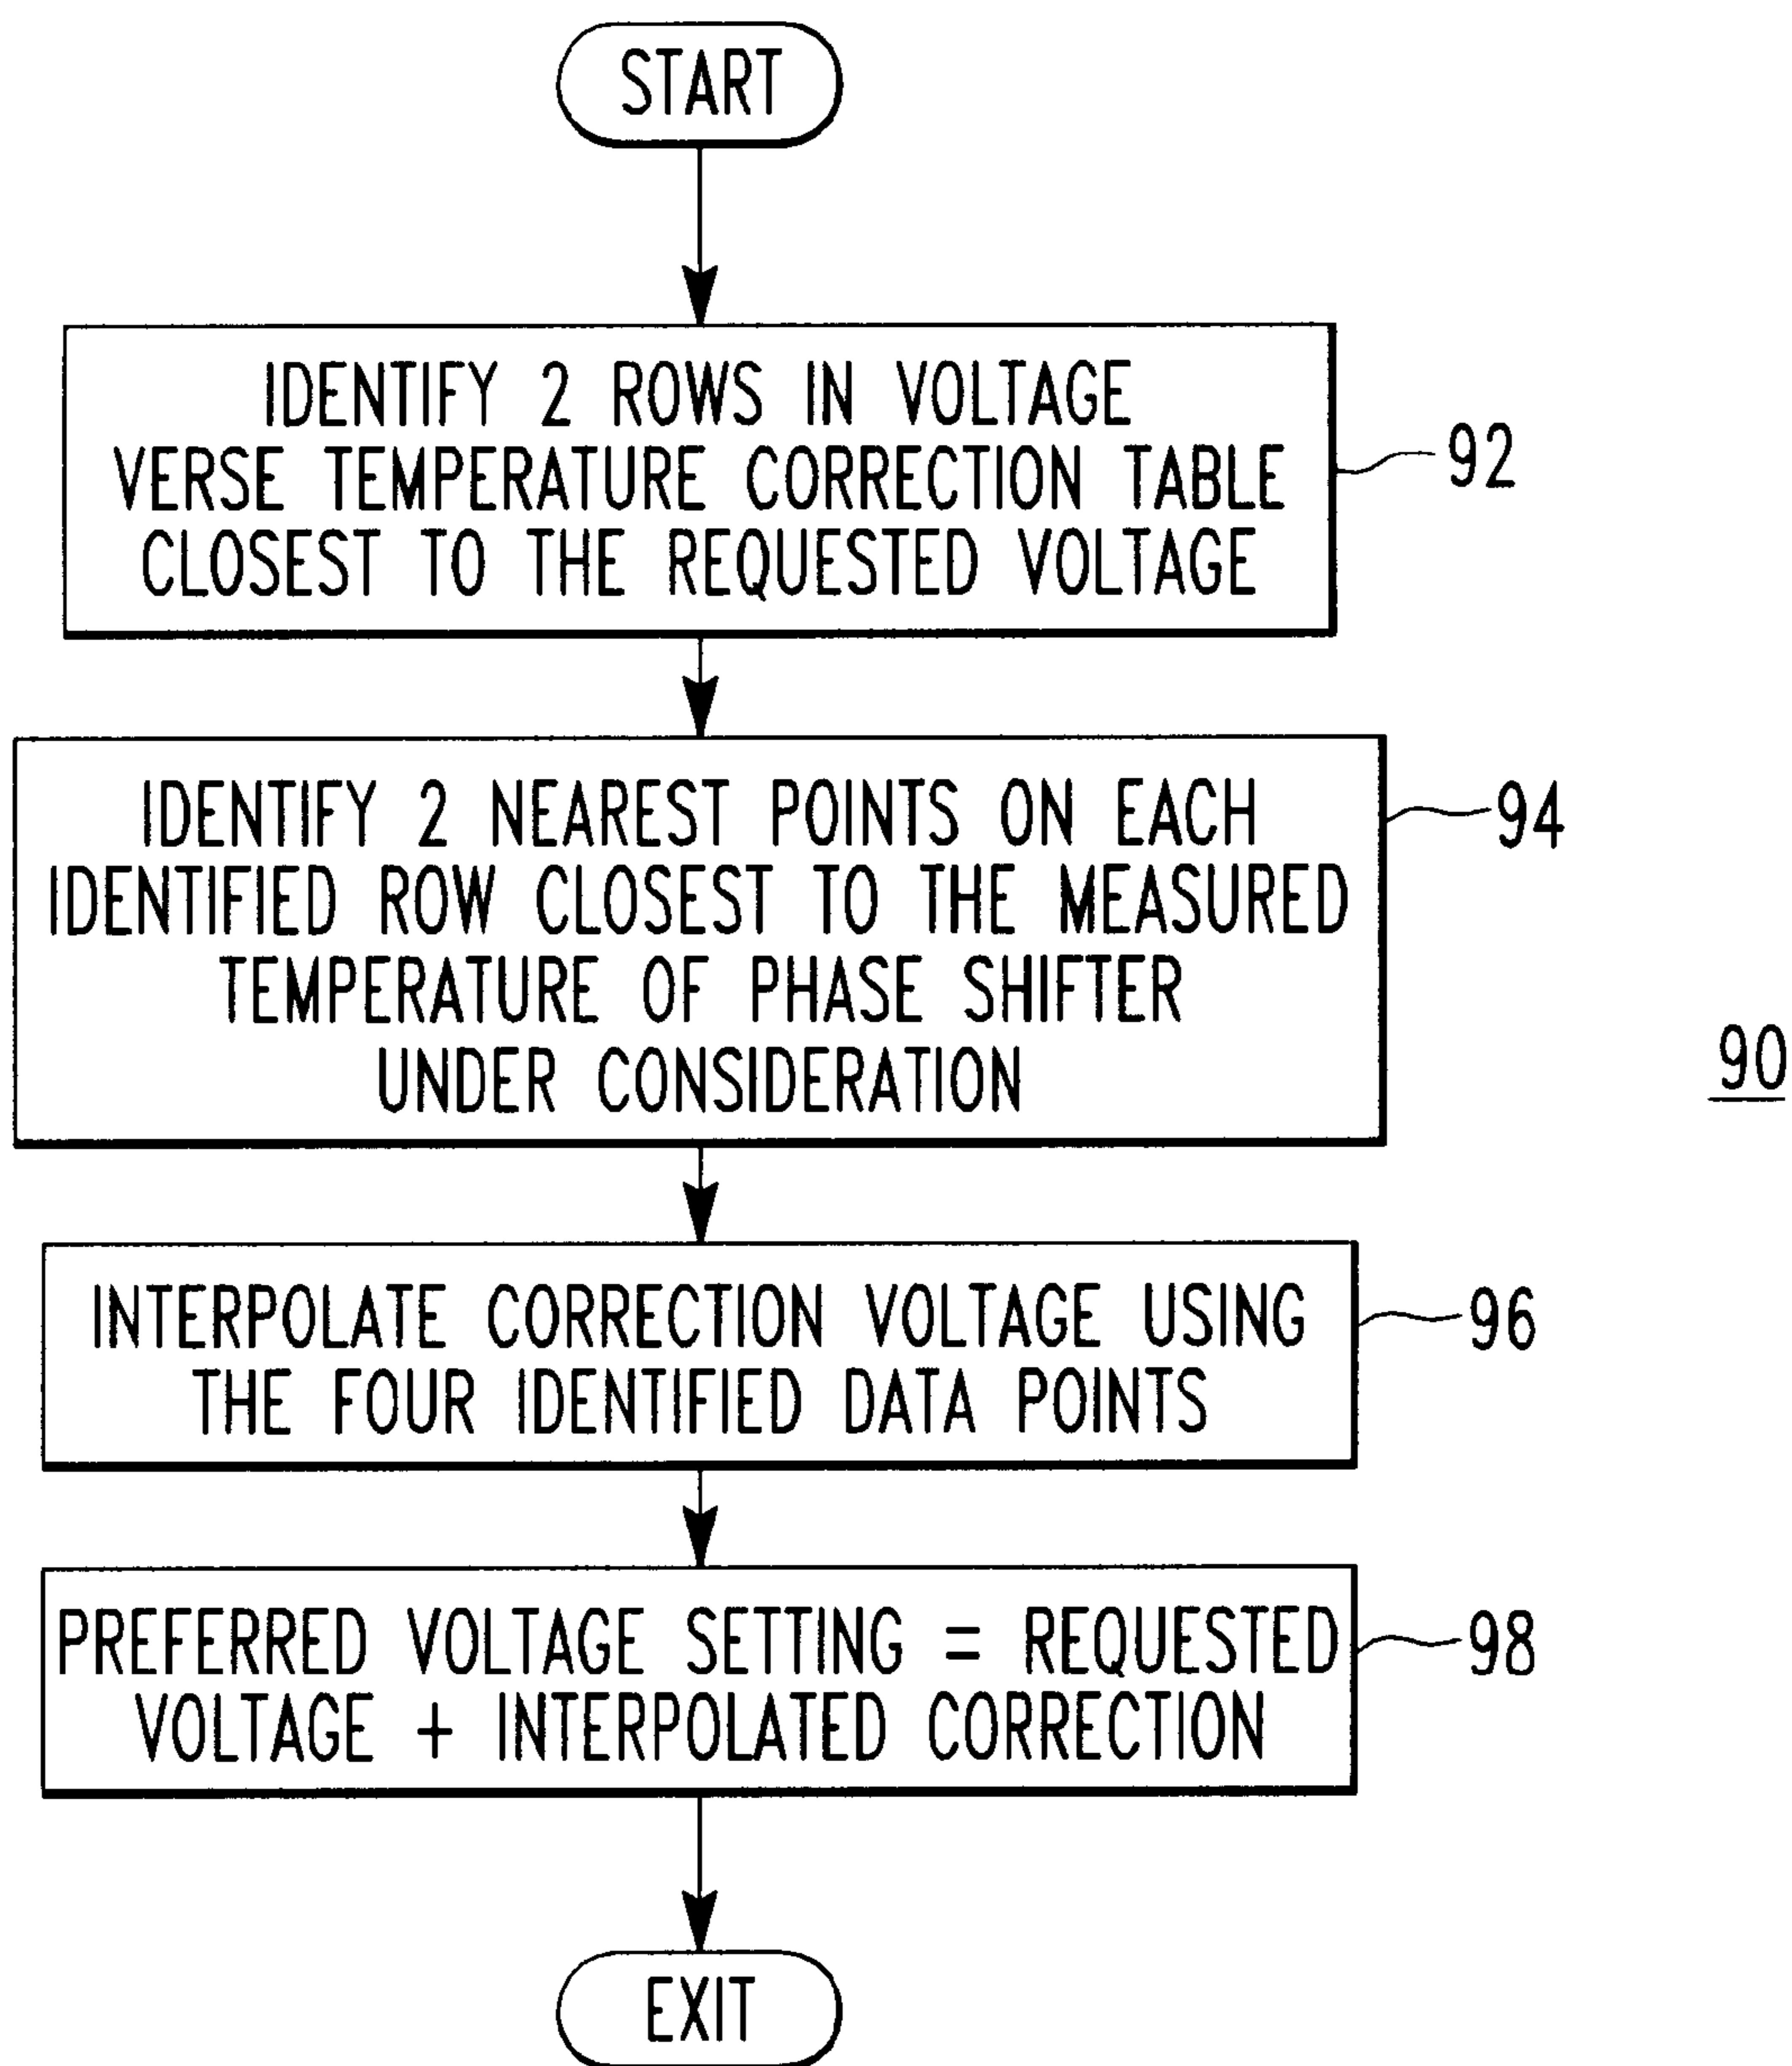 START
IDENTIFY 2 ROWS IN VOLTAGE
VERSE TEMPERATURE CORRECTION TABLE
CLOSEST TO THE REQUESTED VOLTAGE
92
IDENTIFY 2 NEAREST POINTS ON EACH
IDENTIFIED ROW CLOSEST TO THE MEASURED
TEMPERATURE OF PHASE SHIFTER
UNDER CONSIDERATION
94
90
INTERPOLATE CORRECTION VOLTAGE USING
THE FOUR IDENTIFIED DATA POINTS
96
PREFERRED VOLTAGE SETTING = REQUESTED
VOLTAGE + INTERPOLATED CORRECTION
98
EXIT